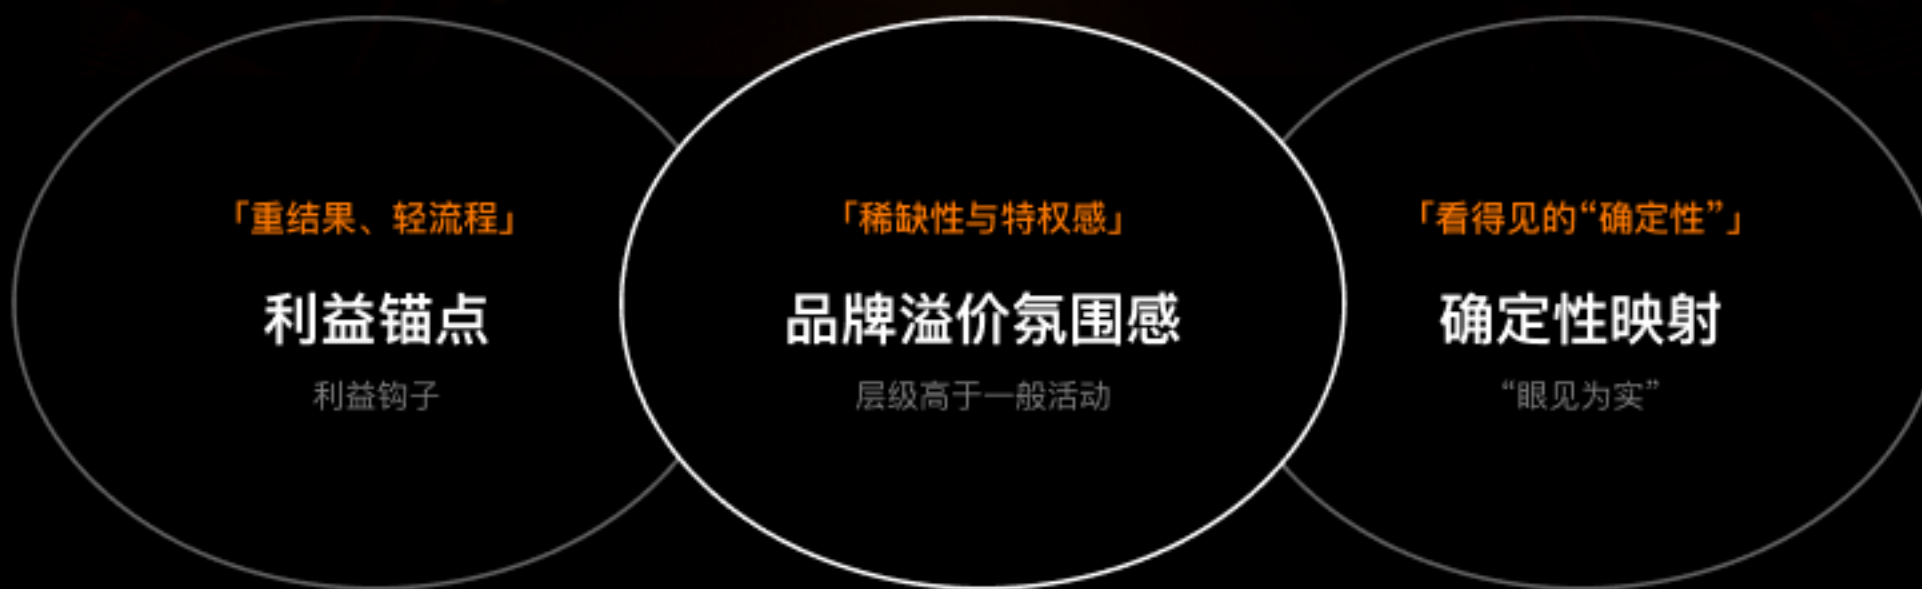 「重结果、轻流程」
利益锚点
利益钩子
「稀缺性与特权感」
品牌溢价氛围感
层级高于一般活动
「看得见的“确定性”」
确定性映射
“眼见为实”